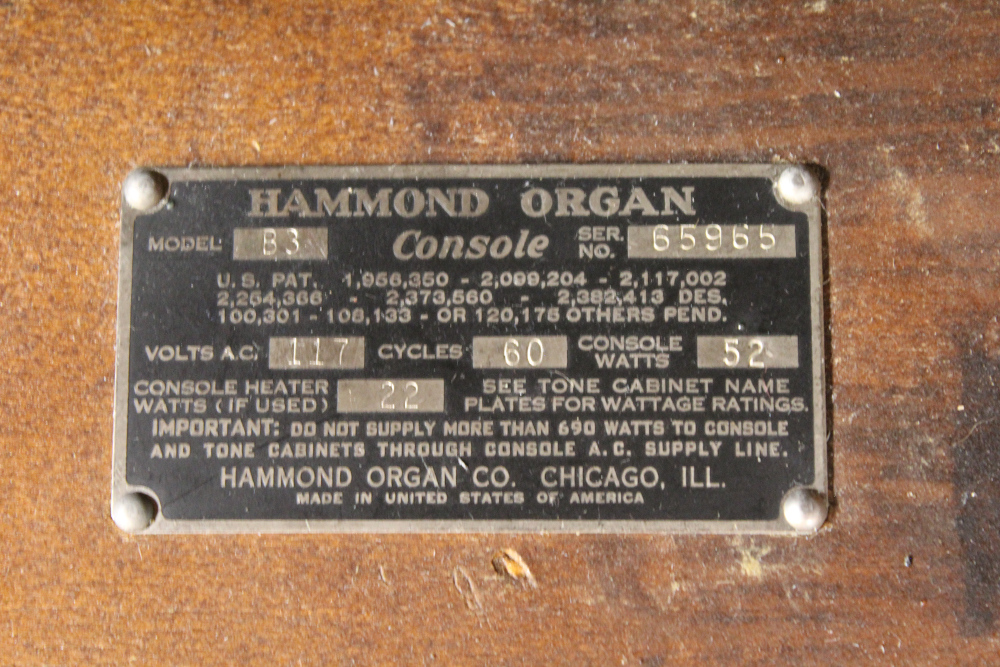 HAMMOND ORGAN
MODEL B3 Console SER. NO. 65965
U.S. PAT. 1,956,350 - 2,099,204 - 2,117,002
2,254,366 - 2,373,560 - 2,382,413 DES.
100,301 - 108,133 - OR 120,175 OTHERS PEND.
VOLTS A.C. 117 CYCLES 60 CONSOLE WATTS 52
CONSOLE HEATER WATTS (IF USED) 22 SEE TONE CABINET NAME PLATES FOR WATTAGE RATINGS.
IMPORTANT: DO NOT SUPPLY MORE THAN 690 WATTS TO CONSOLE
AND TONE CABINETS THROUGH CONSOLE A.C. SUPPLY LINE.
HAMMOND ORGAN CO. CHICAGO, ILL.
MADE IN UNITED STATES OF AMERICA